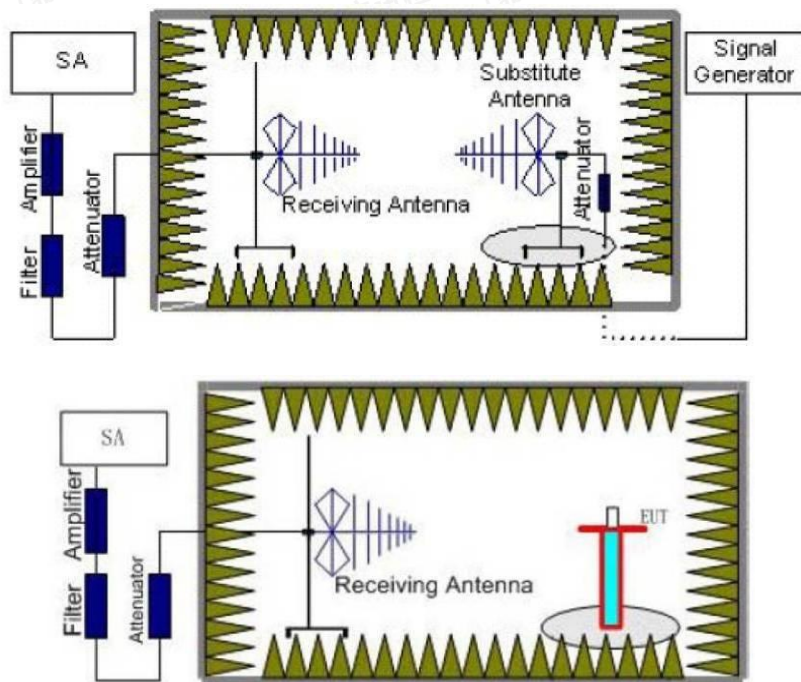 SA
Amplifier
Filter
Attenuator
Receiving Antenna
Substitute
Antenna
Attenuator
Signal
Generator
SA
Amplifier
Filter
Attenuator
Receiving Antenna
EUT